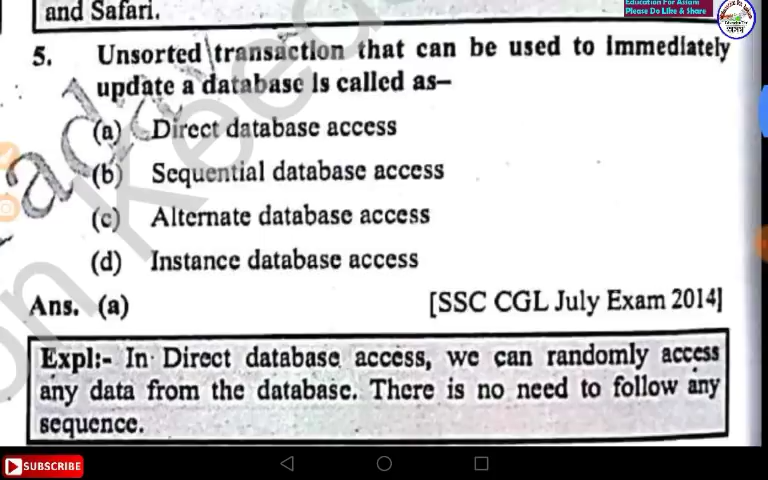 and Safari.
Education For Assam
Please Do Like & Share
5. Unsorted transaction that can be used to immediately
update a database is called as–
(a) Direct database access
(b) Sequential database access
(c) Alternate database access
(d) Instance database access
Ans. (a) [SSC CGL July Exam 2014]
Expl:- In Direct database access, we can randomly access
any data from the database. There is no need to follow any
sequence.
SUBSCRIBE